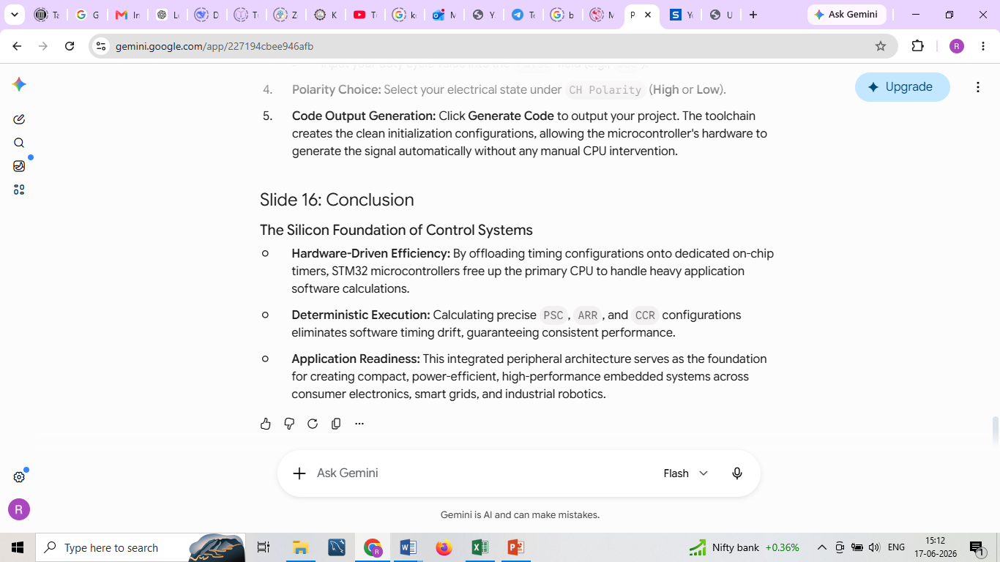 Ta
G
In
Lo
D
Tu
Z
K
Tu
k
M
Y
Te
b
M
P
Yo
U
Ask Gemini
gemini.google.com/app/227194cbee946afb
Upgrade
4. Polarity Choice: Select your electrical state under CH Polarity (High or Low).
5. Code Output Generation: Click Generate Code to output your project. The toolchain
creates the clean initialization configurations, allowing the microcontroller's hardware to
generate the signal automatically without any manual CPU intervention.
Slide 16: Conclusion
The Silicon Foundation of Control Systems
Hardware-Driven Efficiency: By offloading timing configurations onto dedicated on-chip
timers, STM32 microcontrollers free up the primary CPU to handle heavy application
software calculations.
Deterministic Execution: Calculating precise PSC, ARR, and CCR configurations
eliminates software timing drift, guaranteeing consistent performance.
Application Readiness: This integrated peripheral architecture serves as the foundation
for creating compact, power-efficient, high-performance embedded systems across
consumer electronics, smart grids, and industrial robotics.
Ask Gemini
Flash
Gemini is AI and can make mistakes.
R
R
Type here to search
Nifty bank +0.36%
ENG
15:12
17-06-2026
1